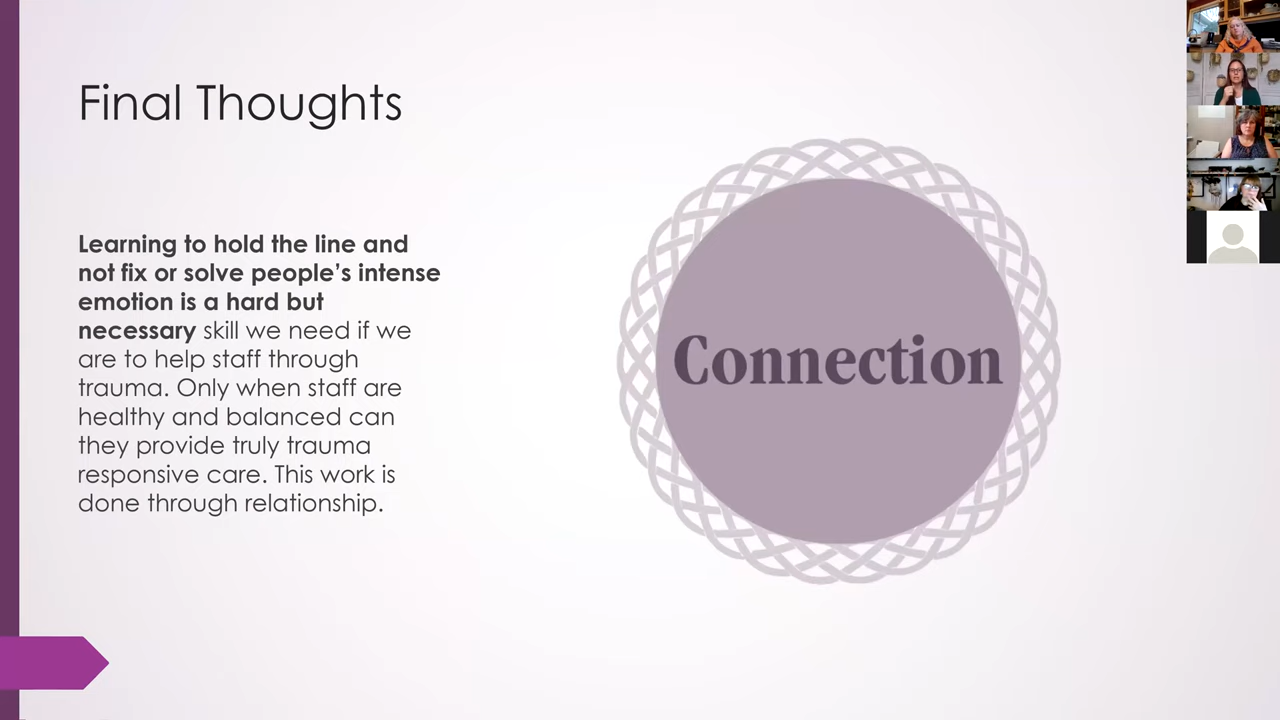 Final Thoughts
Learning to hold the line and
not fix or solve people’s intense
emotion is a hard but
necessary skill we need if we
are to help staff through
trauma. Only when staff are
healthy and balanced can
they provide truly trauma
responsive care. This work is
done through relationship.
Connection